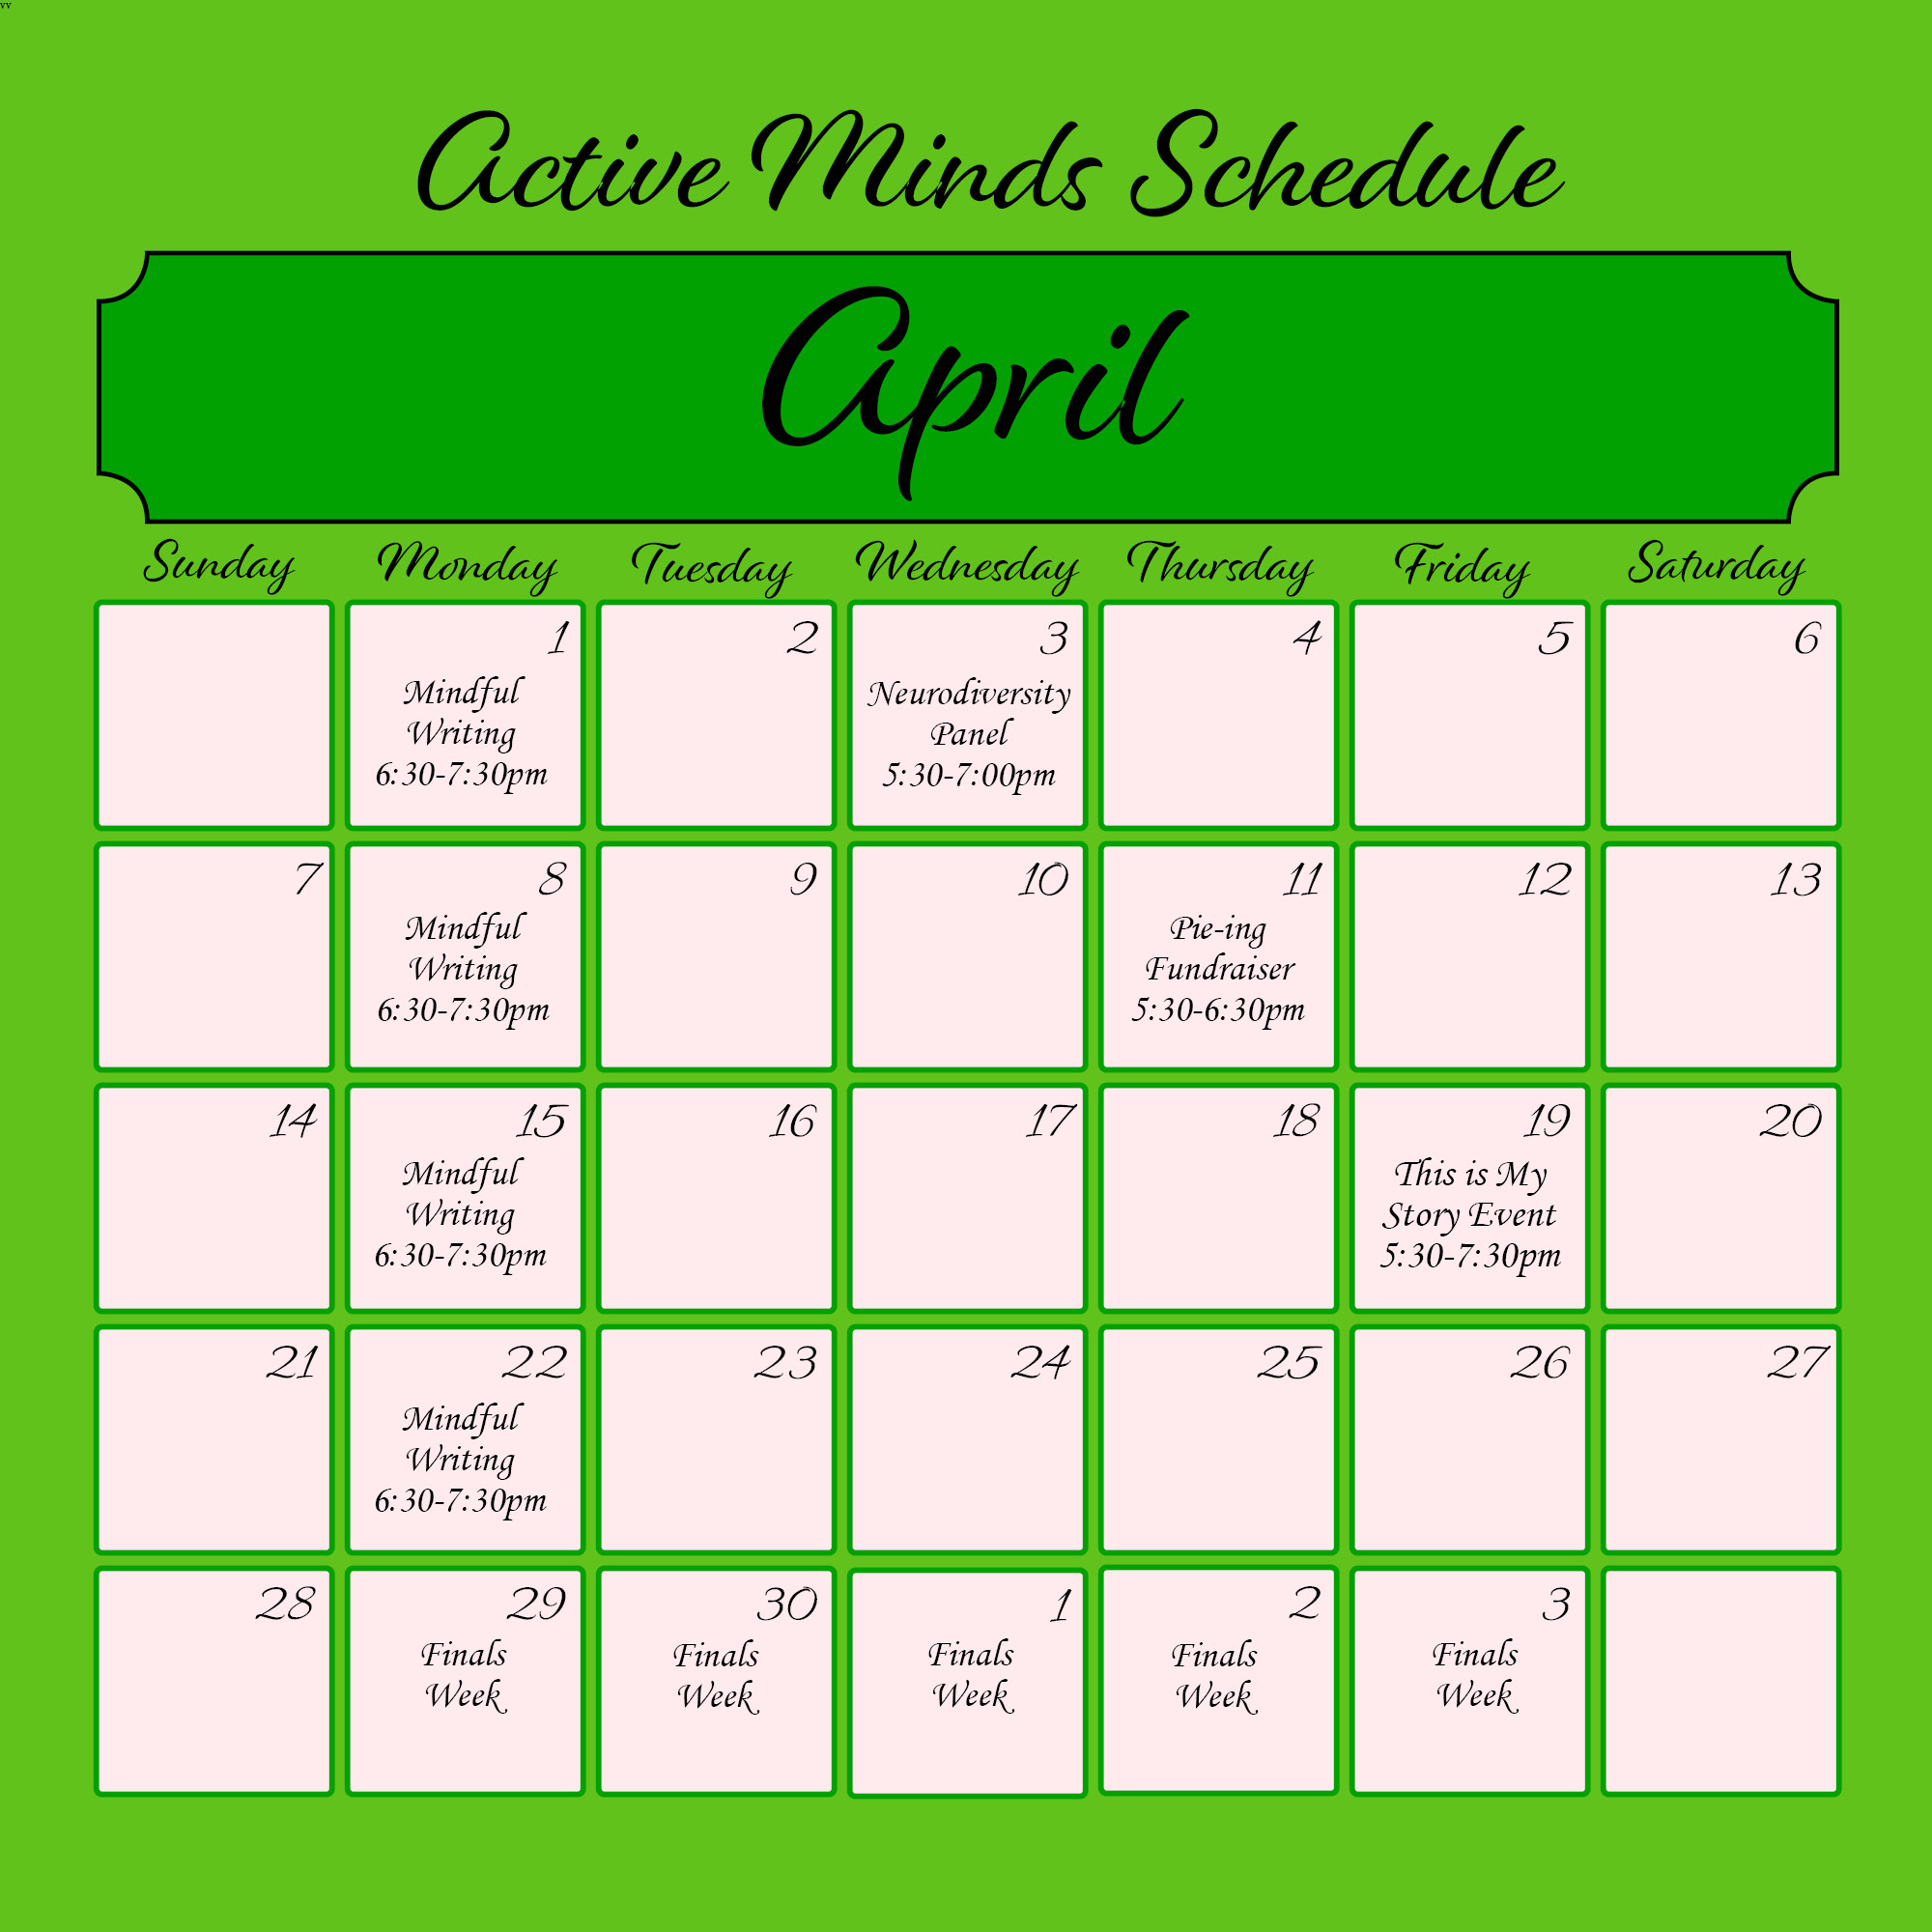 vv
Active Minds Schedule
April
Sunday Monday Tuesday Wednesday Thursday Friday Saturday
1 2 3 4 5 6
Mindful
Writing
6:30-7:30pm
Neurodiversity
Panel
5:30-7:00pm
7 8 9 10 11 12 13
Mindful
Writing
6:30-7:30pm
Pie-ing
Fundraiser
5:30-6:30pm
14 15 16 17 18 19 20
Mindful
Writing
6:30-7:30pm
This is My
Story Event
5:30-7:30pm
21 22 23 24 25 26 27
Mindful
Writing
6:30-7:30pm
28 29 30 1 2 3
Finals
Week
Finals
Week
Finals
Week
Finals
Week
Finals
Week